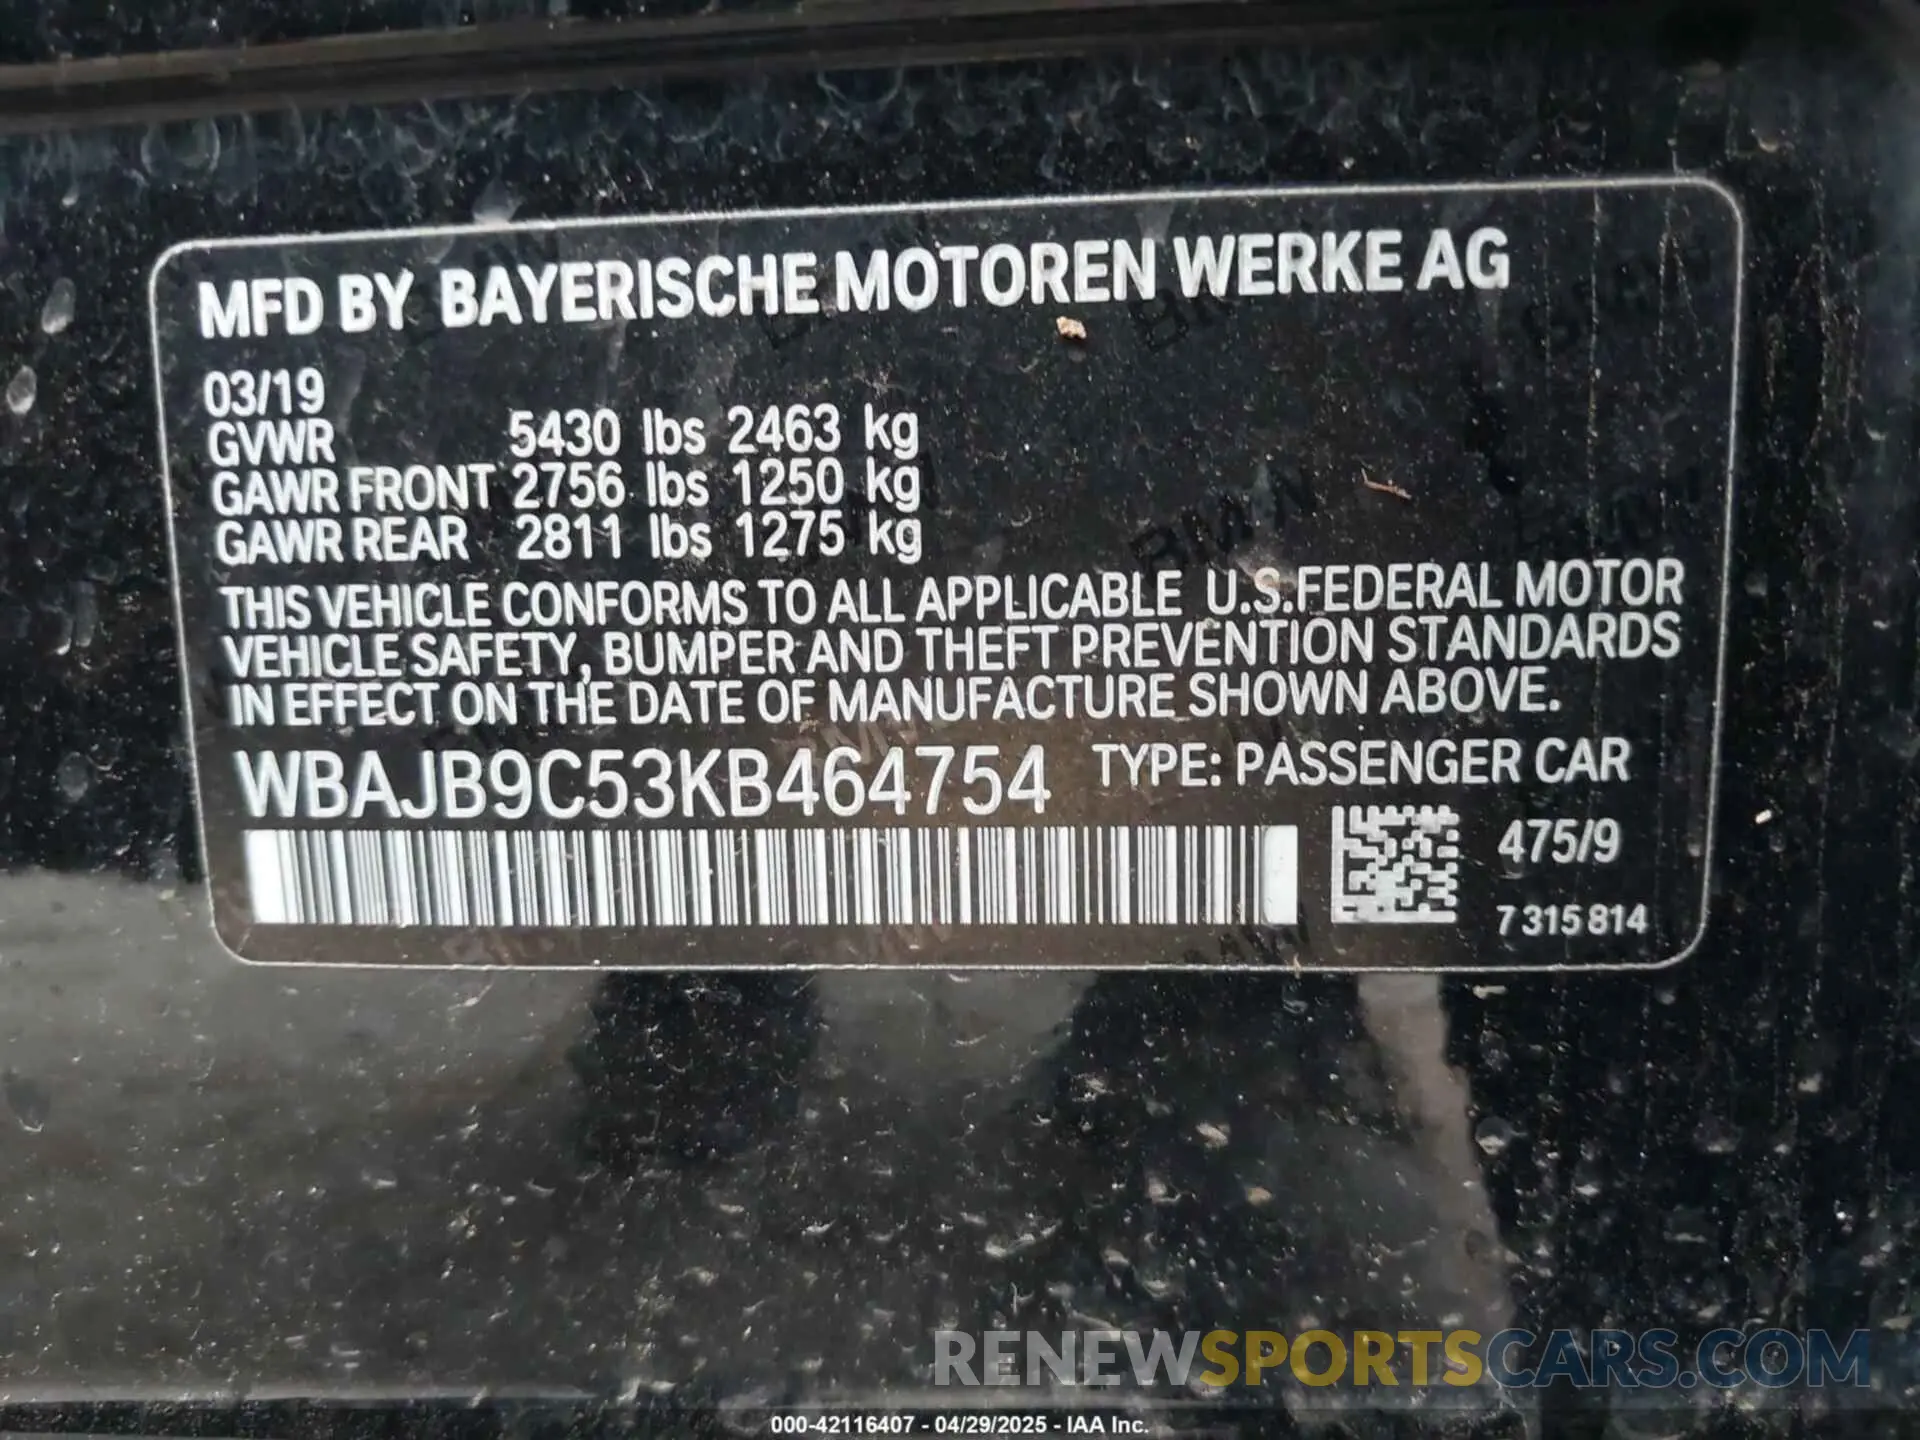 MFD BY BAYERISCHE MOTOREN WERKE AG
03/19
GVWR 5430 lbs 2463 kg
GAWR FRONT 2756 lbs 1250 kg
GAWR REAR 2811 lbs 1275 kg
THIS VEHICLE CONFORMS TO ALL APPLICABLE U.S.FEDERAL MOTOR
VEHICLE SAFETY, BUMPER AND THEFT PREVENTION STANDARDS
IN EFFECT ON THE DATE OF MANUFACTURE SHOWN ABOVE.
WBAJB9C53KB464754 TYPE: PASSENGER CAR
475/9
7 315 814
RENEWSPORTSCARS.COM
000-42116407 - 04/29/2025 - IAA Inc.